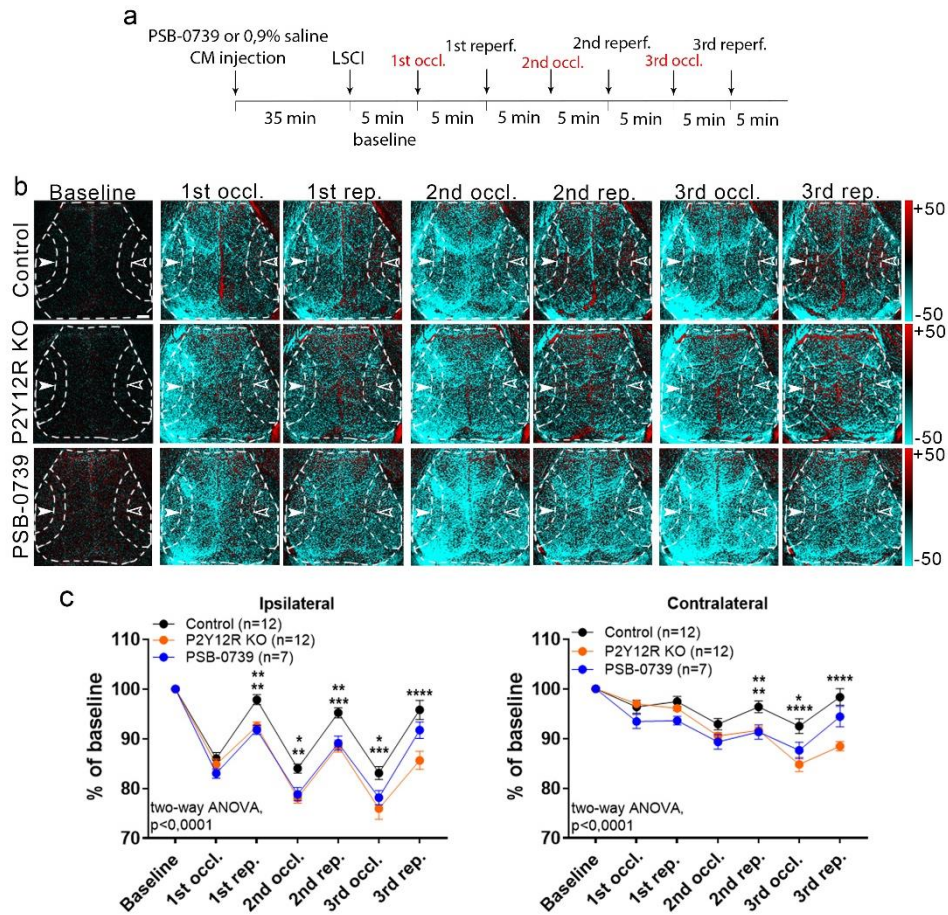 a
PSB-0739 or 0,9% saline
CM injection
LSCI
1st occl.
1st reperf.
2nd occl.
2nd reperf.
3rd occl.
3rd reperf.
35 min
5 min
5 min
5 min
5 min
5 min
5 min
5 min
baseline
b
Baseline
1st occl.
1st rep.
2nd occl.
2nd rep.
3rd occl.
3rd rep.
Control
+50
-50
P2Y12R KO
+50
-50
PSB-0739
+50
-50
c
Ipsilateral
Control (n=12)
P2Y12R KO (n=12)
PSB-0739 (n=7)
% of baseline
110
100
90
80
70
**
**
*
**
**
***
*
***
****
two-way ANOVA,
p<0,0001
Baseline
1st occl.
1st rep.
2nd occl.
2nd rep.
3rd occl.
3rd rep.
Contralateral
Control (n=12)
P2Y12R KO (n=12)
PSB-0739 (n=7)
% of baseline
110
100
90
80
70
**
**
*
****
****
two-way ANOVA,
p<0,0001
Baseline
1st occl.
1st rep.
2nd occl.
2nd rep.
3rd occl.
3rd rep.